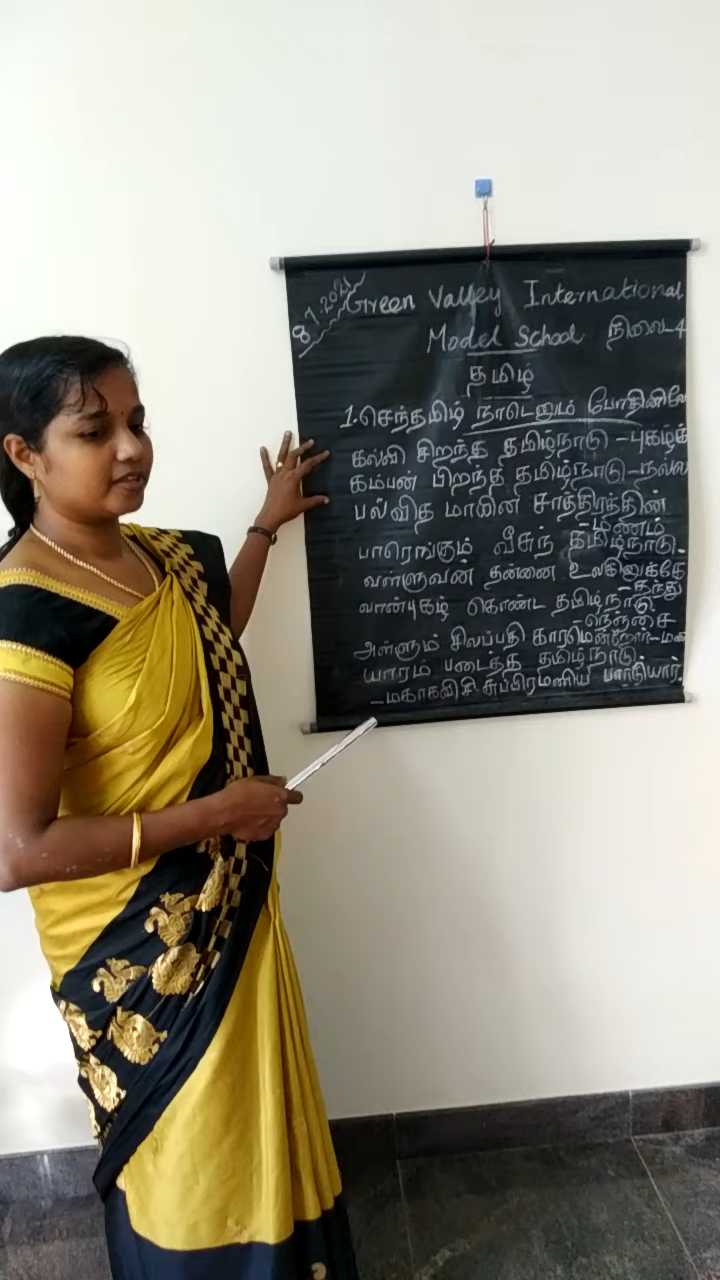 8.7.2021
Green Valley International
Model School நிலை-4
தமிழ்
1.செந்தமிழ் நாடெனும் போதினிலே
கல்வி சிறந்த தமிழ்நாடு -புகழ்க்
கம்பன் பிறந்த தமிழ்நாடு-நல்ல
பல்வித மாயின சாத்திரத்தின்
-மணம்
பாரெங்கும் வீசுந் தமிழ்நாடு.
வள்ளுவன் தன்னை உலகினுக்கே
-தந்து
வான்புகழ் கொண்ட தமிழ்நாடு
-நெஞ்சை
அள்ளும் சிலப்பதி காரமென்றோர்-மணி
யாரம் படைத்த தமிழ்நாடு.
-மகாகவி சி.சுப்பிரமணிய பாரதியார்.